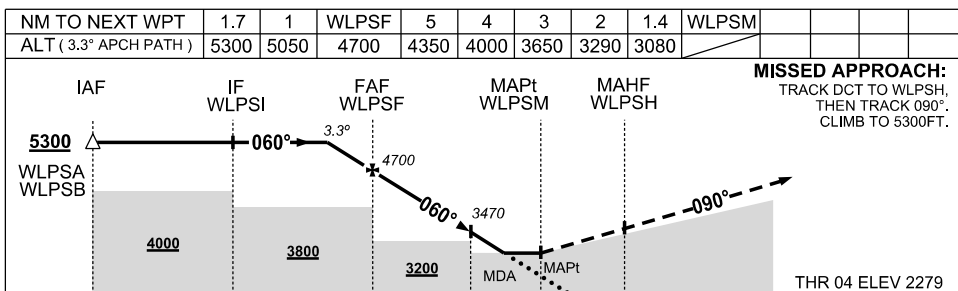 NM TO NEXT WPT 1.7 1 WLPSF 5 4 3 2 1.4 WLPSM
ALT ( 3.3° APCH PATH ) 5300 5050 4700 4350 4000 3650 3290 3080
MISSED APPROACH:
TRACK DCT TO WLPSH,
THEN TRACK 090°.
CLIMB TO 5300FT.
IAF
IF
WLPSI
FAF
WLPSF
MAPt
WLPSM
MAHF
WLPSH
5300
WLPSA
WLPSB
060°
3.3º
4700
060°
3470
090°
4000
3800
3200
MDA
MAPt
THR 04 ELEV 2279